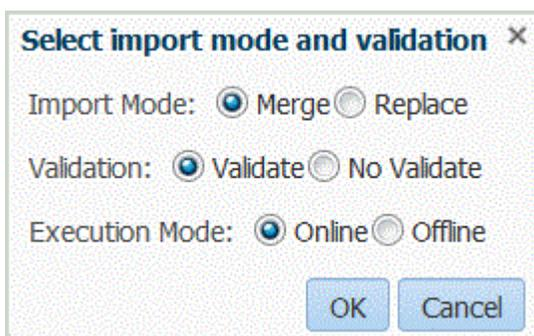 Select import mode and validation ×
Import Mode: Merge Replace
Validation: Validate No Validate
Execution Mode: Online Offline
OK Cancel